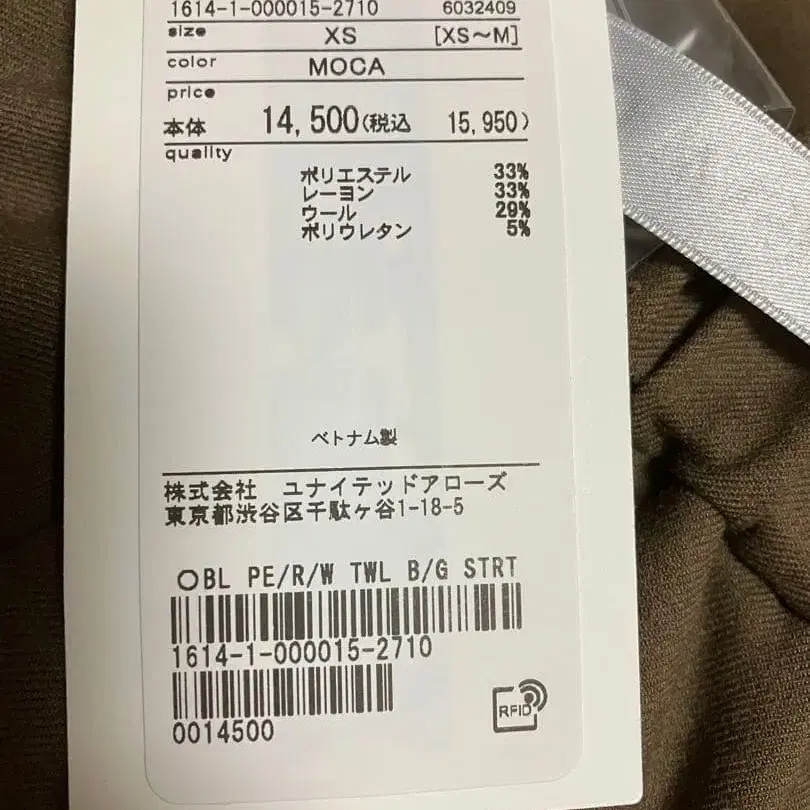 1614-1-000015-2710 6032409
size XS [XS～M]
color MOCA
price
本体 14,500(税込 15,950)
quality
ポリエステル 33%
レーヨン 33%
ウール 29%
ポリウレタン 5%
ベトナム製
株式会社 ユナイテッドアローズ
東京都渋谷区千駄ヶ谷1-18-5
○BL PE/R/W TWL B/G STRT
1614-1-000015-2710
RFID
0014500